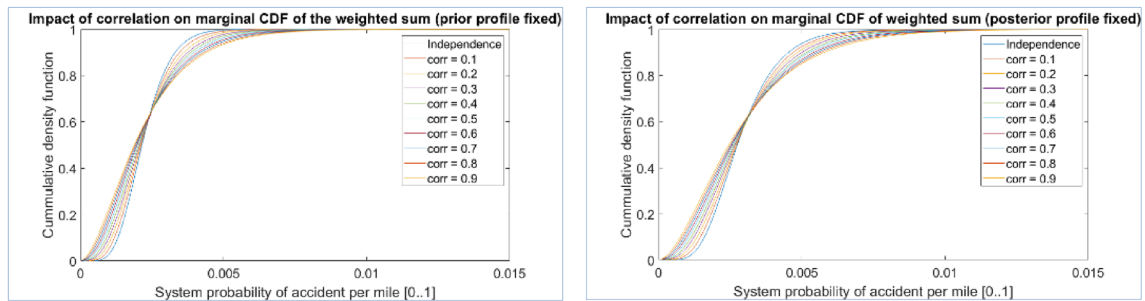 Impact of correlation on marginal CDF of the weighted sum (prior profile fixed)
1
0.8
0.6
0.4
0.2
0
Cummulative density function
0
0.005
0.01
0.015
System probability of accident per mile [0..1]
Independence
corr = 0.1
corr = 0.2
corr = 0.3
corr = 0.4
corr = 0.5
corr = 0.6
corr = 0.7
corr = 0.8
corr = 0.9
Impact of correlation on marginal CDF of weighted sum (posterior profile fixed)
1
0.8
0.6
0.4
0.2
0
Cummulative density function
0
0.005
0.01
0.015
System probability of accident per mile [0..1]
Independence
corr = 0.1
corr = 0.2
corr = 0.3
corr = 0.4
corr = 0.5
corr = 0.6
corr = 0.7
corr = 0.8
corr = 0.9